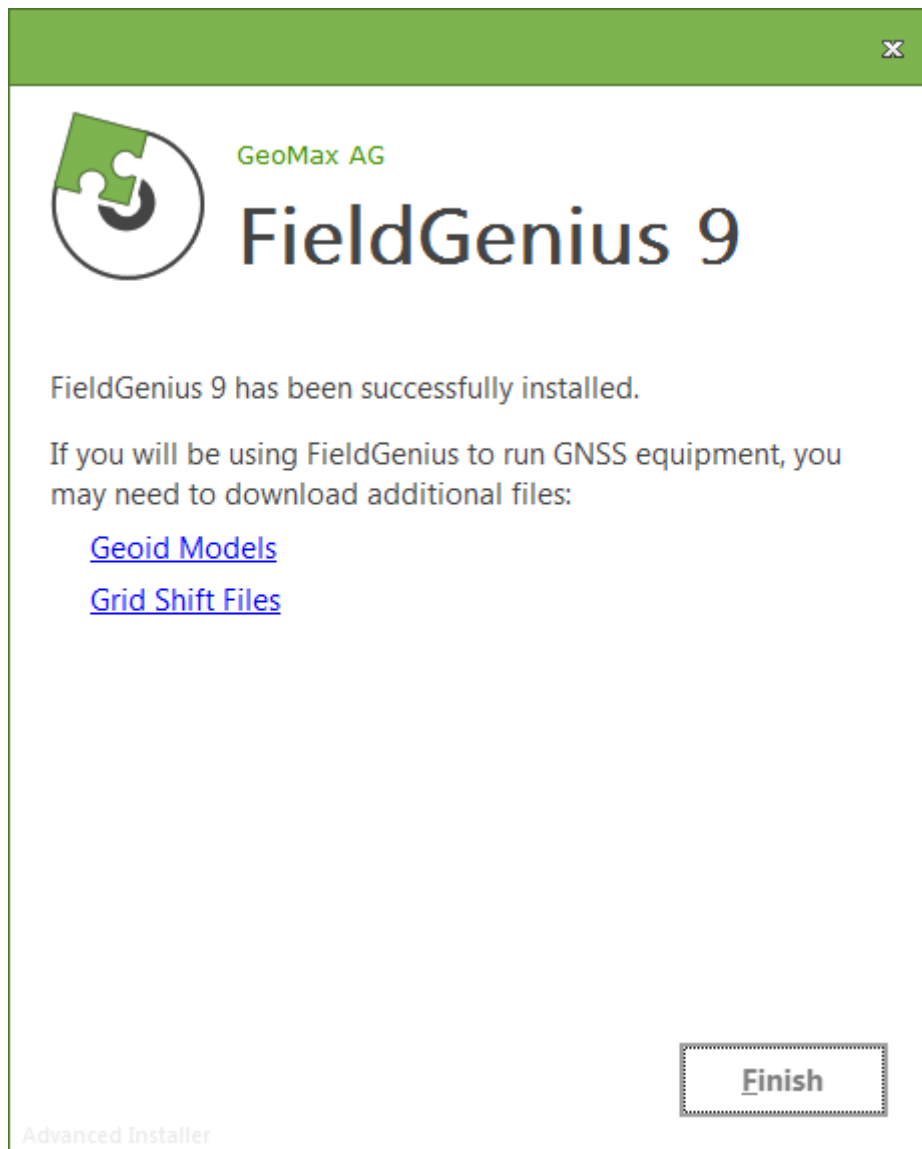 GeoMax AG
FieldGenius 9
FieldGenius 9 has been successfully installed.
If you will be using FieldGenius to run GNSS equipment, you
may need to download additional files:
Geoid Models
Grid Shift Files
Finish
Advanced Installer